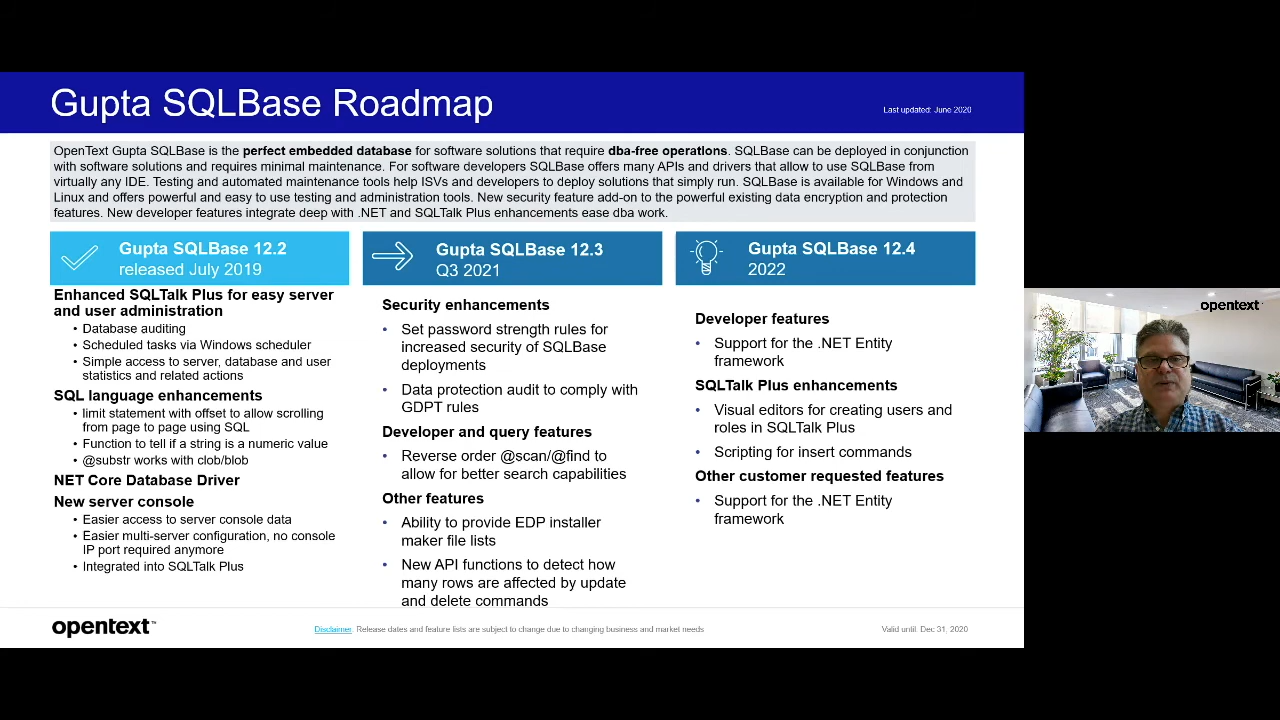 Gupta SQLBase Roadmap
Last updated: June 2020
OpenText Gupta SQLBase is the perfect embedded database for software solutions that require dba-free operations. SQLBase can be deployed in conjunction
with software solutions and requires minimal maintenance. For software developers SQLBase offers many APIs and drivers that allow to use SQLBase from
virtually any IDE. Testing and automated maintenance tools help ISVs and developers to deploy solutions that simply run. SQLBase is available for Windows and
Linux and offers powerful and easy to use testing and administration tools. New security feature add-on to the powerful existing data encryption and protection
features. New developer features integrate deep with .NET and SQLTalk Plus enhancements ease dba work.
Gupta SQLBase 12.2
released July 2019
Enhanced SQLTalk Plus for easy server
and user administration
• Database auditing
• Scheduled tasks via Windows scheduler
• Simple access to server, database and user
statistics and related actions
SQL language enhancements
• limit statement with offset to allow scrolling
from page to page using SQL
• Function to tell if a string is a numeric value
• @substr works with clob/blob
NET Core Database Driver
New server console
• Easier access to server console data
• Easier multi-server configuration, no console
IP port required anymore
• Integrated into SQLTalk Plus
Gupta SQLBase 12.3
Q3 2021
Security enhancements
• Set password strength rules for
increased security of SQLBase
deployments
• Data protection audit to comply with
GDPT rules
Developer and query features
• Reverse order @scan/@find to
allow for better search capabilities
Other features
• Ability to provide EDP installer
maker file lists
• New API functions to detect how
many rows are affected by update
and delete commands
Gupta SQLBase 12.4
2022
Developer features
• Support for the .NET Entity
framework
SQLTalk Plus enhancements
• Visual editors for creating users and
roles in SQLTalk Plus
• Scripting for insert commands
Other customer requested features
• Support for the .NET Entity
framework
opentext™
Disclaimer. Release dates and feature lists are subject to change due to changing business and market needs
Valid until: Dec 31, 2020
opentext